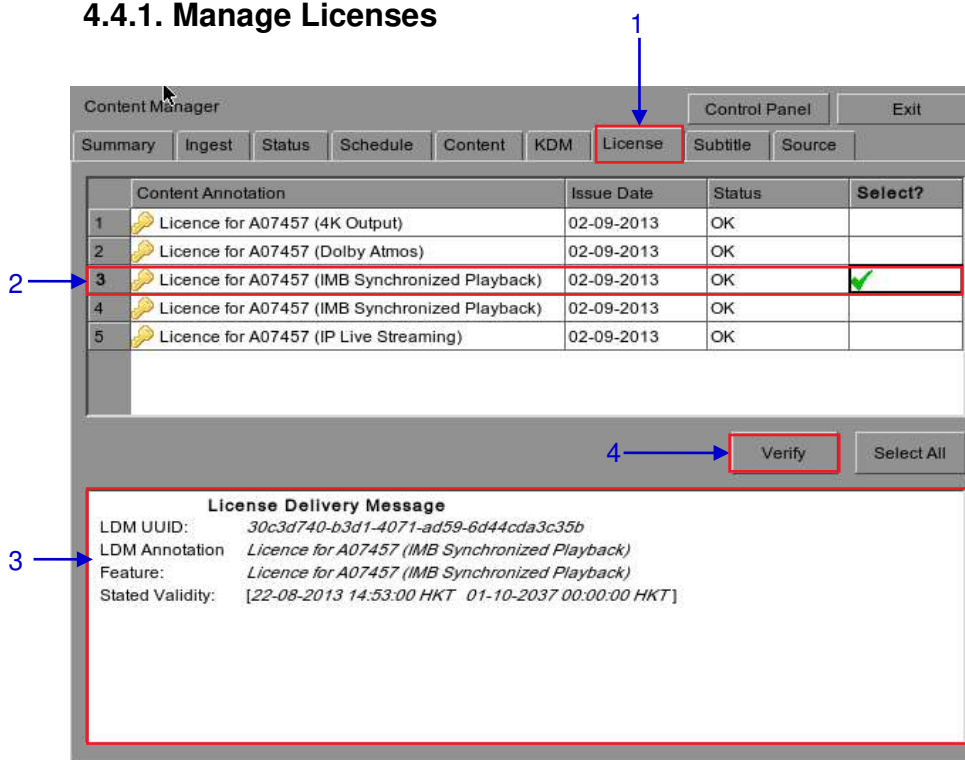 4.4.1. Manage Licenses
1
Content Manager Control Panel Exit
Summary Ingest Status Schedule Content KDM License Subtitle Source
Content Annotation Issue Date Status Select?
1 Licence for A07457 (4K Output) 02-09-2013 OK
2 Licence for A07457 (Dolby Atmos) 02-09-2013 OK
2 3 Licence for A07457 (IMB Synchronized Playback) 02-09-2013 OK
4 Licence for A07457 (IMB Synchronized Playback) 02-09-2013 OK
5 Licence for A07457 (IP Live Streaming) 02-09-2013 OK
4 Verify Select All
License Delivery Message
LDM UUID: 30c3d740-b3d1-4071-ad59-6d44cda3c35b
LDM Annotation Licence for A07457 (IMB Synchronized Playback)
3 Feature: Licence for A07457 (IMB Synchronized Playback)
Stated Validity: [22-08-2013 14:53:00 HKT 01-10-2037 00:00:00 HKT]